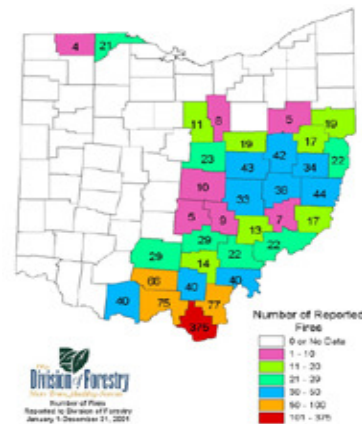 4 21
11 8 5 19
19 17
23 43 42 34 22
10 33 36 44
5 9 13 7 17
29 29 22 22
66 14 40
40 75 40 77
376
Number of Reported
Fires
0 or No Data
1 - 10
11 - 20
21 - 29
30 - 50
50 - 100
101 - 376
Division of Forestry
Number of Fires
Reported to Division of Forestry
January 1-December 31, 2001